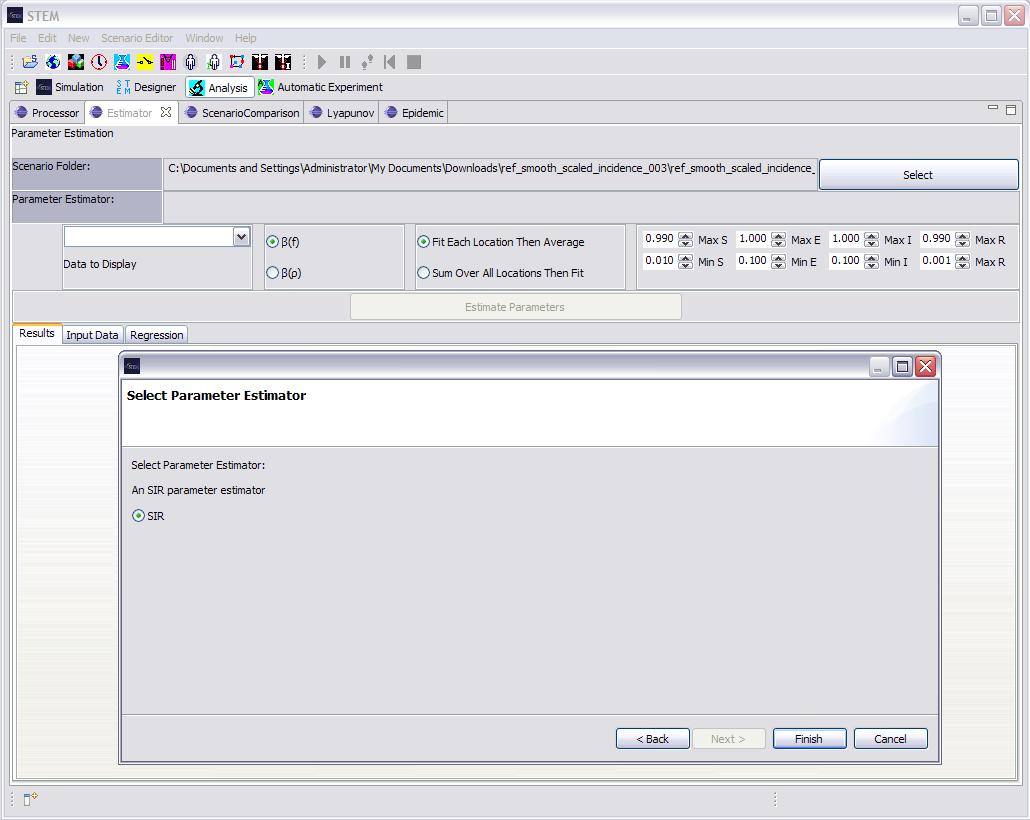 STEM
File Edit New Scenario Editor Window Help
Simulation Designer Analysis Automatic Experiment
Processor Estimator ScenarioComparison Lyapunov Epidemic
Parameter Estimation
Scenario Folder: C:\Documents and Settings\Administrator\My Documents\Downloads\ref_smooth_scaled_incidence_003\ref_smooth_scaled_incidence_ Select
Parameter Estimator:
β(f) Fit Each Location Then Average 0.990 Max S 1.000 Max E 1.000 Max I 0.990 Max R
Data to Display β(ρ) Sum Over All Locations Then Fit 0.010 Min S 0.100 Min E 0.100 Min I 0.001 Max R
Estimate Parameters
Results Input Data Regression
Select Parameter Estimator
Select Parameter Estimator:
An SIR parameter estimator
SIR
< Back Next > Finish Cancel